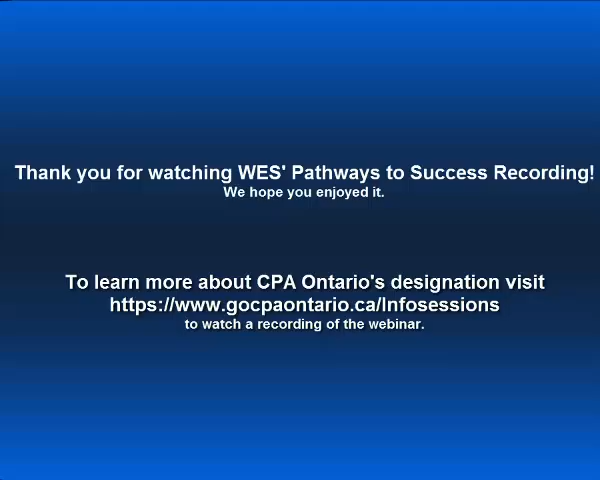 Thank you for watching WES' Pathways to Success Recording!
We hope you enjoyed it.
To learn more about CPA Ontario's designation visit
https://www.gocpaontario.ca/Infosessions
to watch a recording of the webinar.